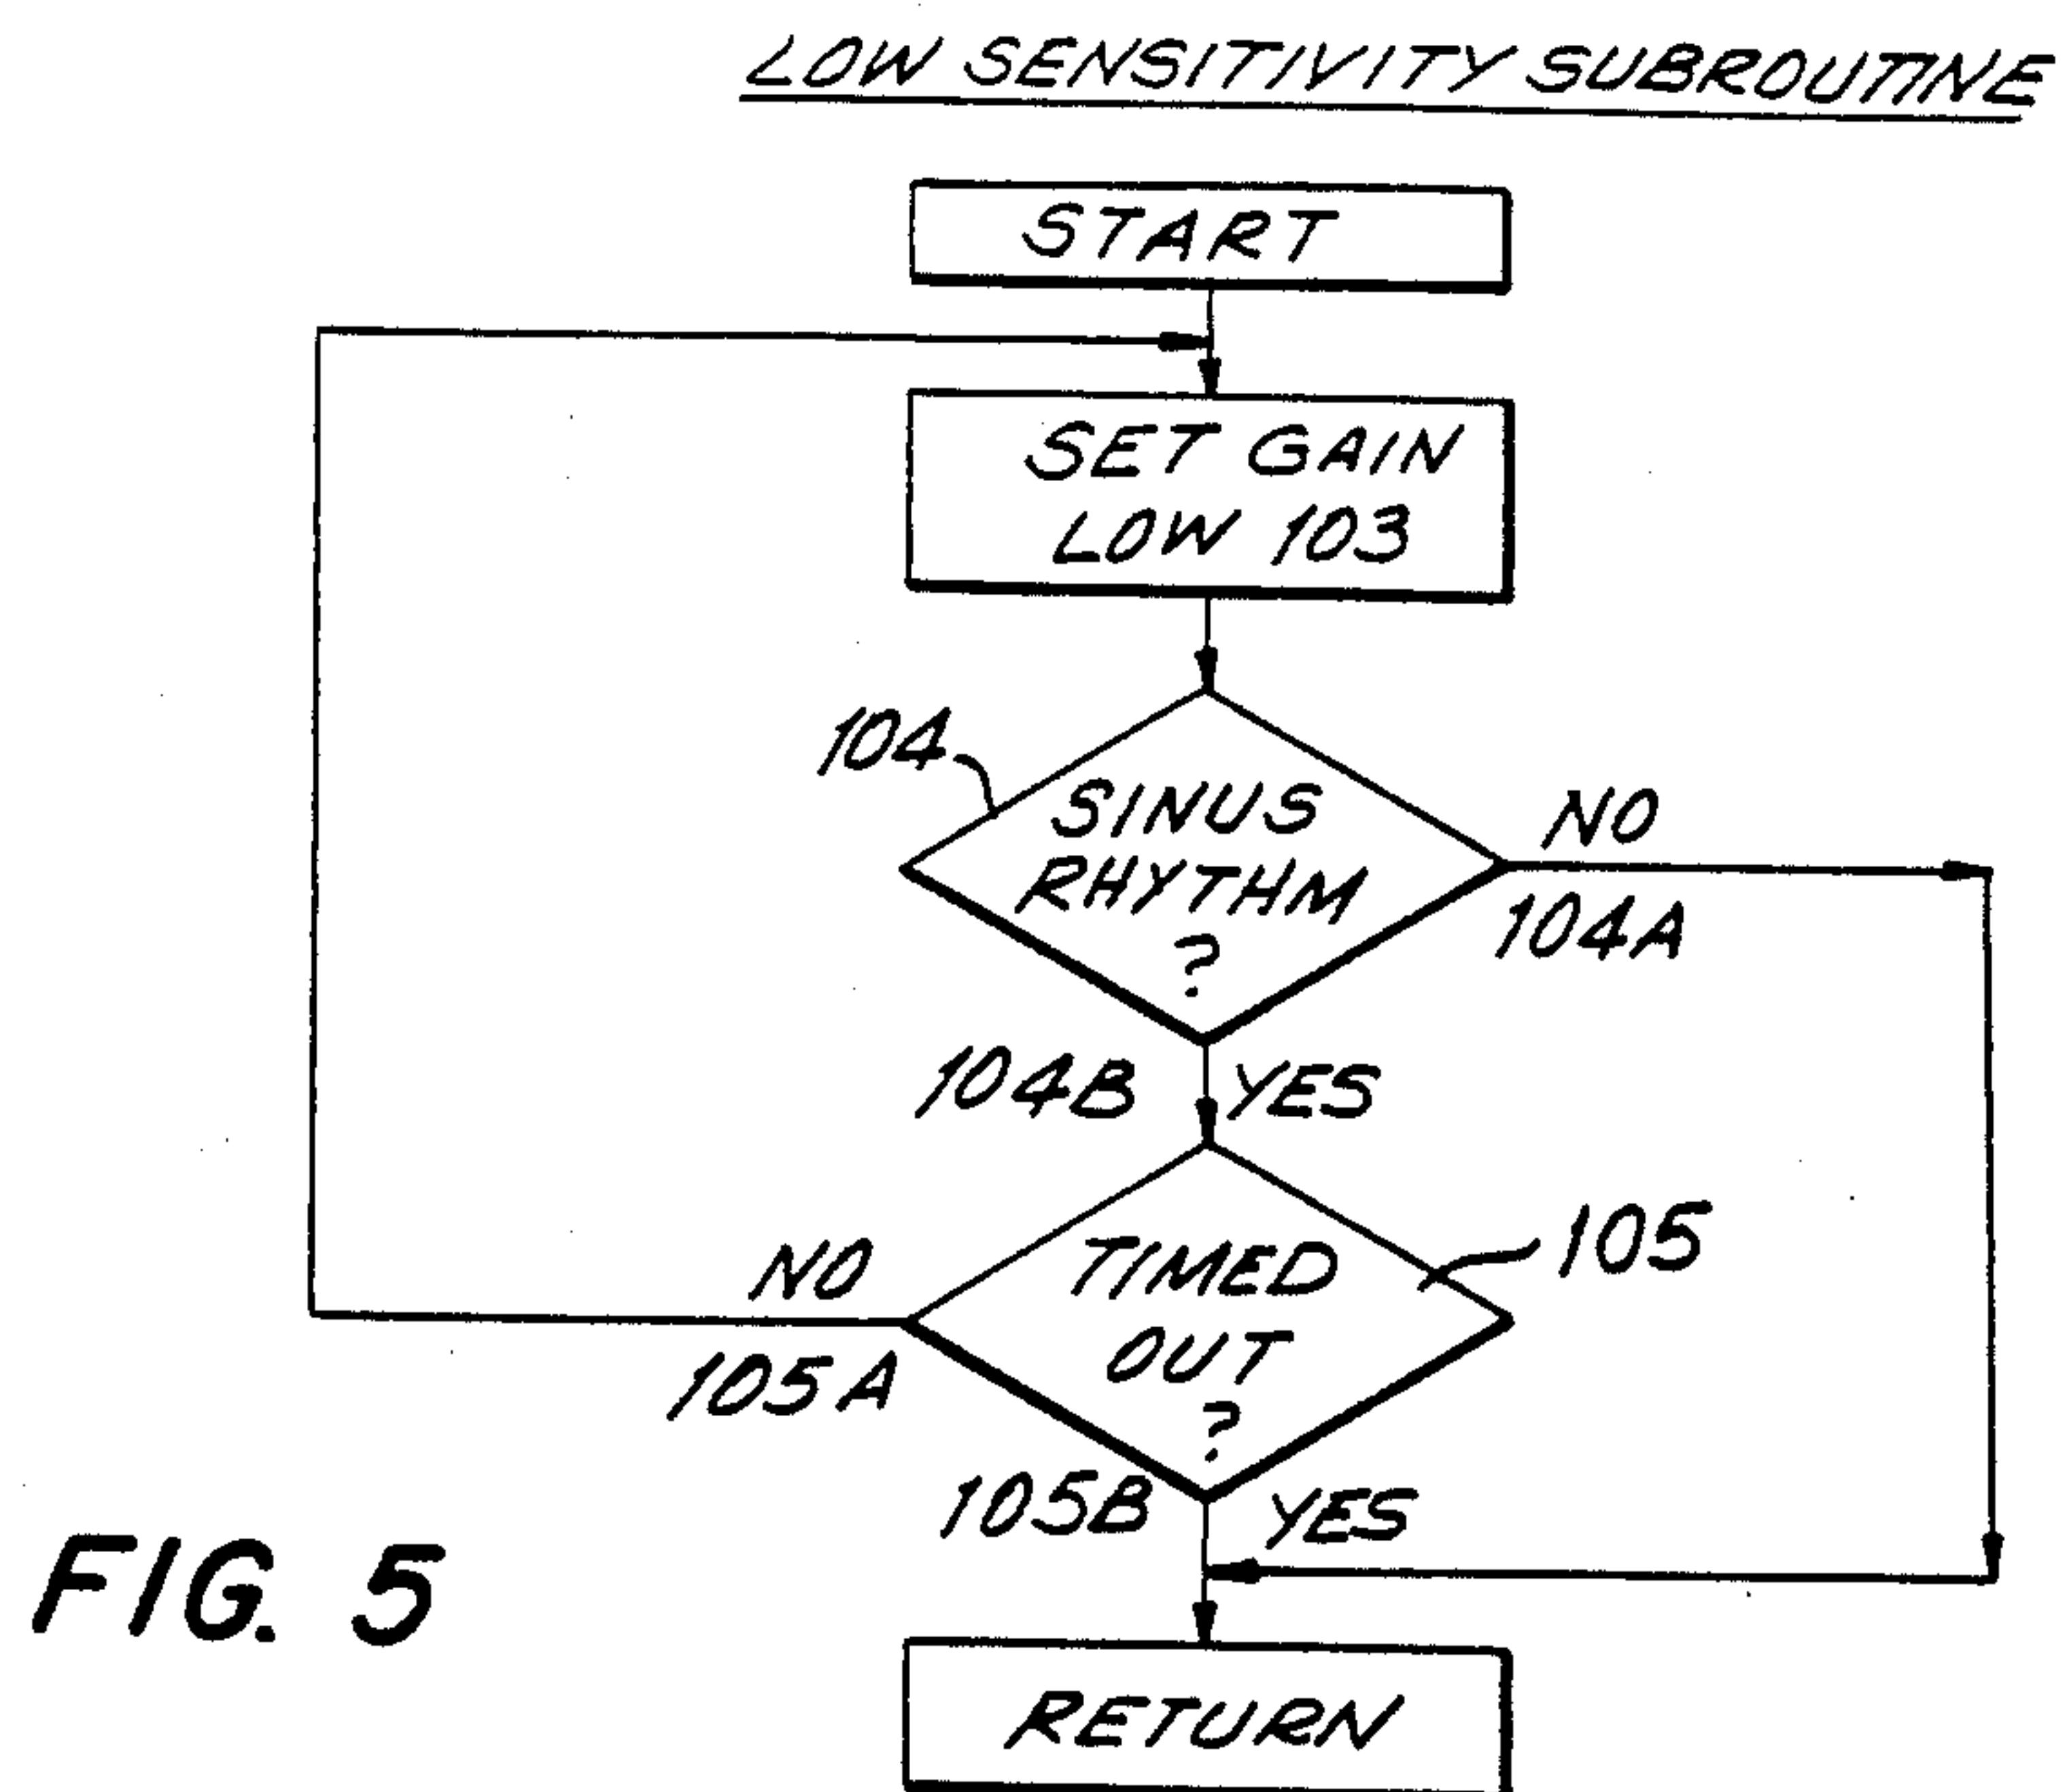 LOW SENSITIVITY SUBROUTINE
START
SET GAIN
LOW 103
104
SINUS
RHYTHM
?
NO
104A
104B
YES
TIMED
OUT
?
105
NO
105A
105B
YES
RETURN
FIG. 5